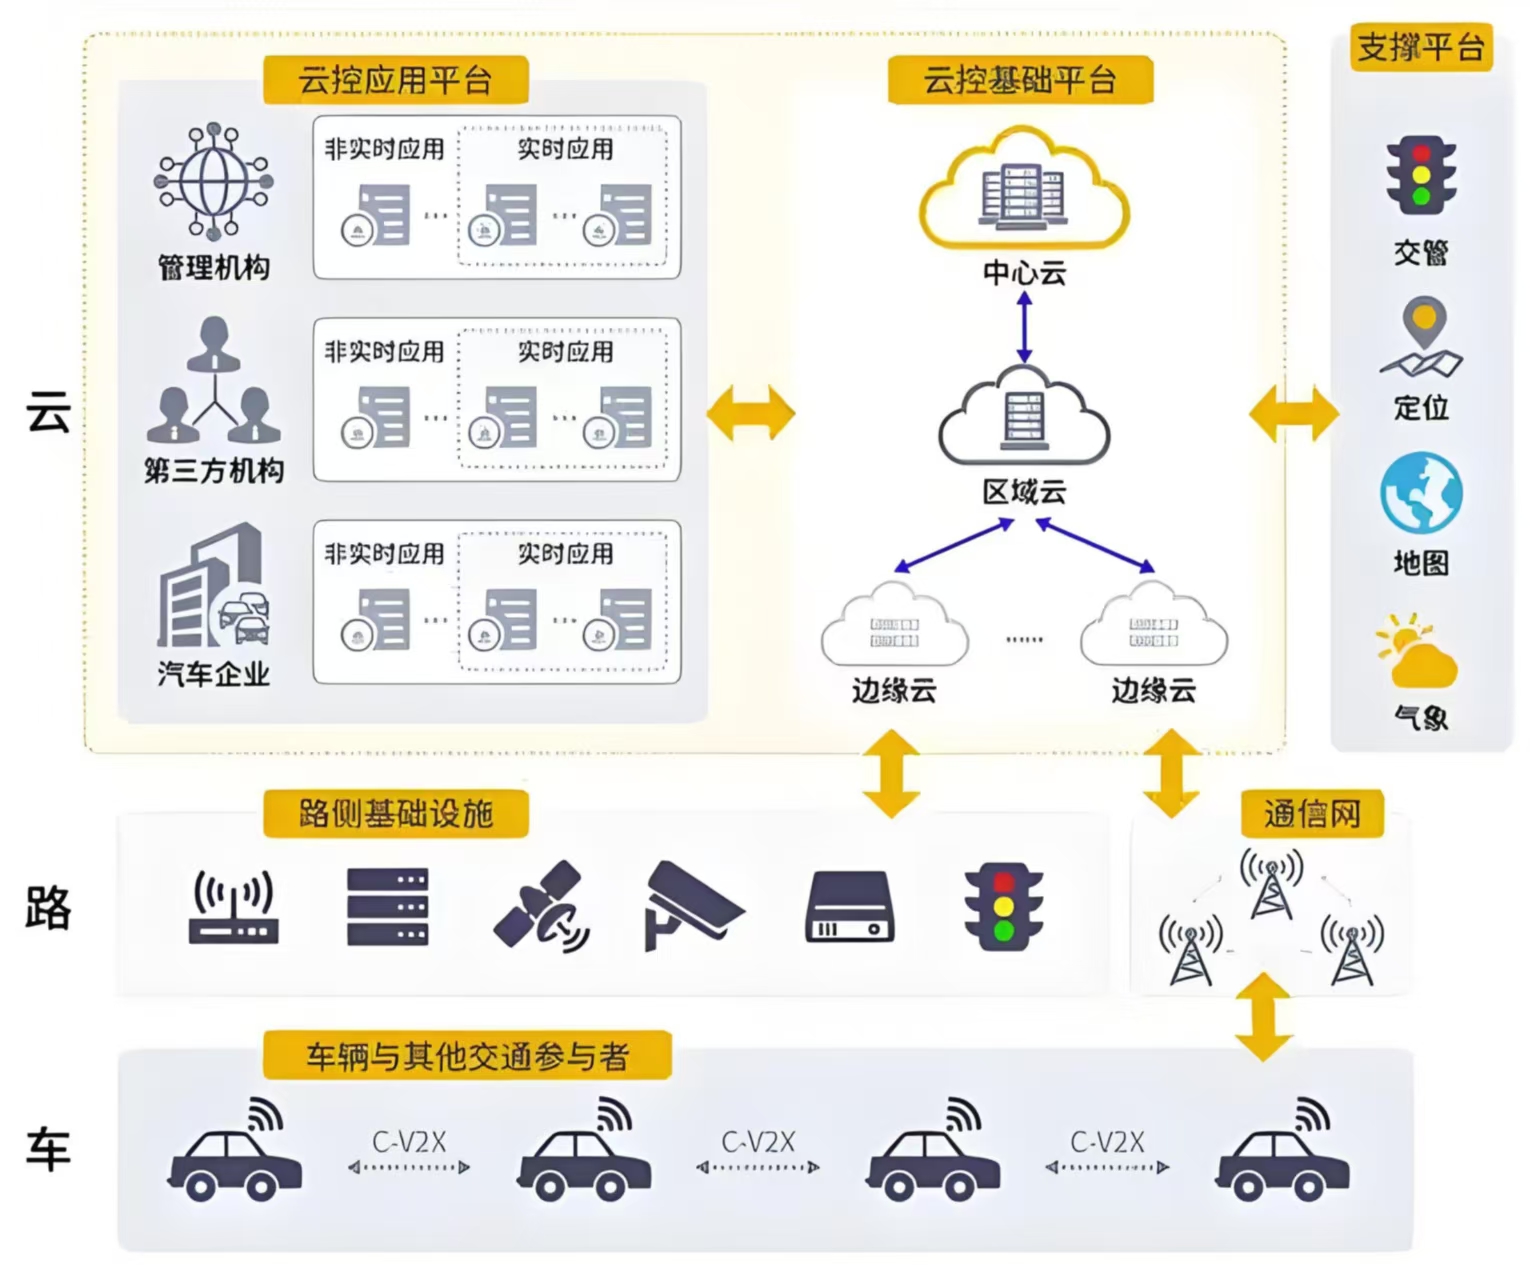 云控应用平台
云控基础平台
支撑平台
管理机构
非实时应用
实时应用
第三方机构
非实时应用
实时应用
汽车企业
非实时应用
实时应用
中心云
区域云
边缘云
······
边缘云
交管
定位
地图
气象
云
路侧基础设施
通信网
路
车辆与其他交通参与者
车
C-V2X
C-V2X
C-V2X